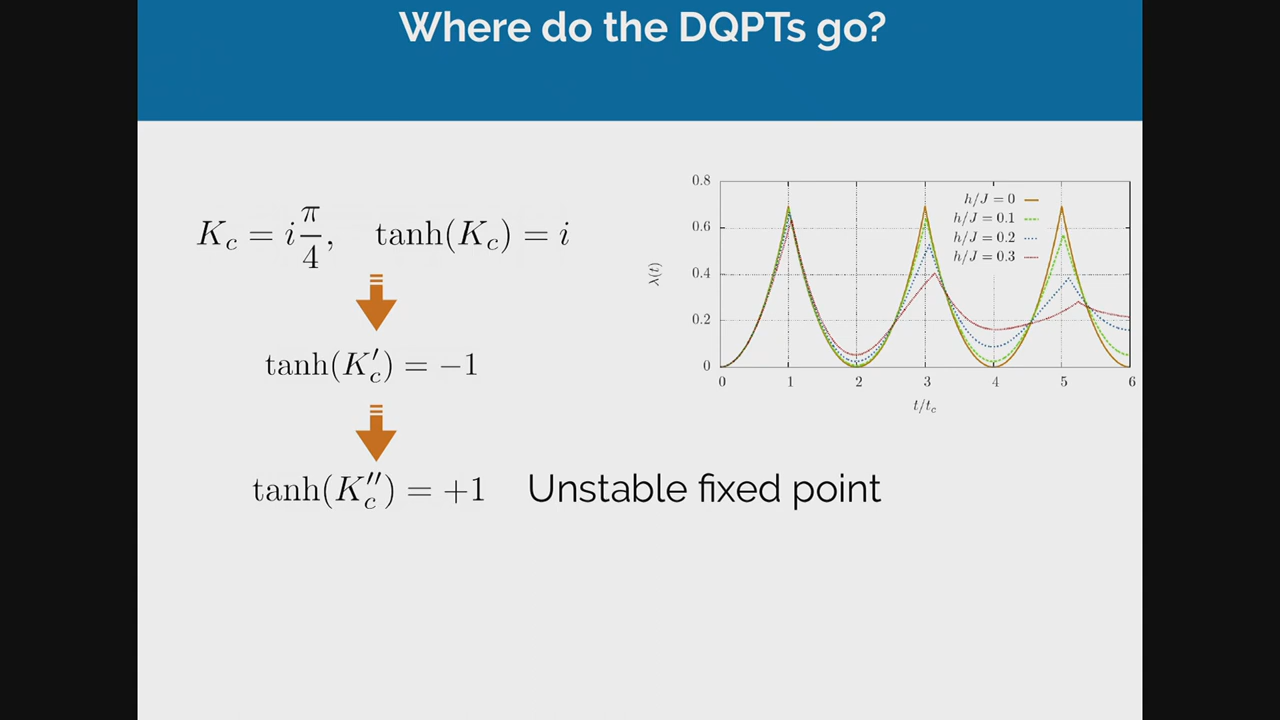 Where do the DQPTs go?
K_c = i π/4, tanh(K_c) = i
tanh(K'_c) = −1
tanh(K''_c) = +1 Unstable fixed point
0.8
0.6
0.4
0.2
0
λ(t)
h/J = 0
h/J = 0.1
h/J = 0.2
h/J = 0.3
0 1 2 3 4 5 6
t/t_c